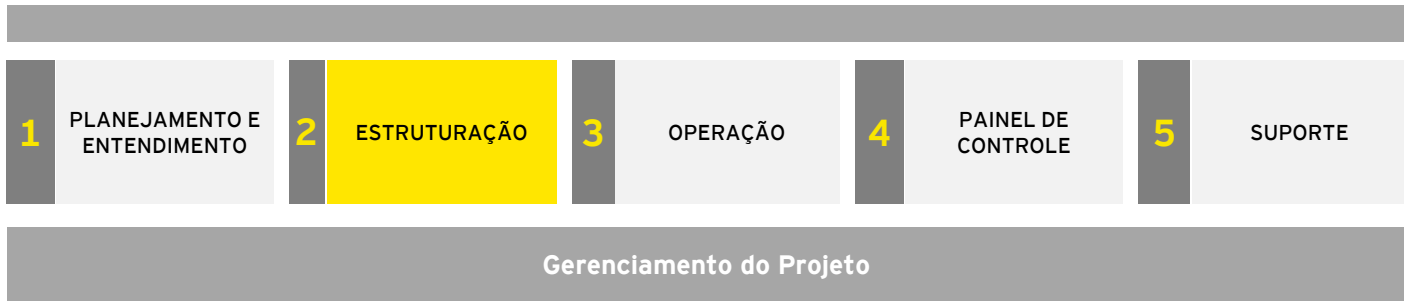 1
PLANEJAMENTO E
ENTENDIMENTO
2
ESTRUTURAÇÃO
3
OPERAÇÃO
4
PAINEL DE
CONTROLE
5
SUPORTE
Gerenciamento do Projeto